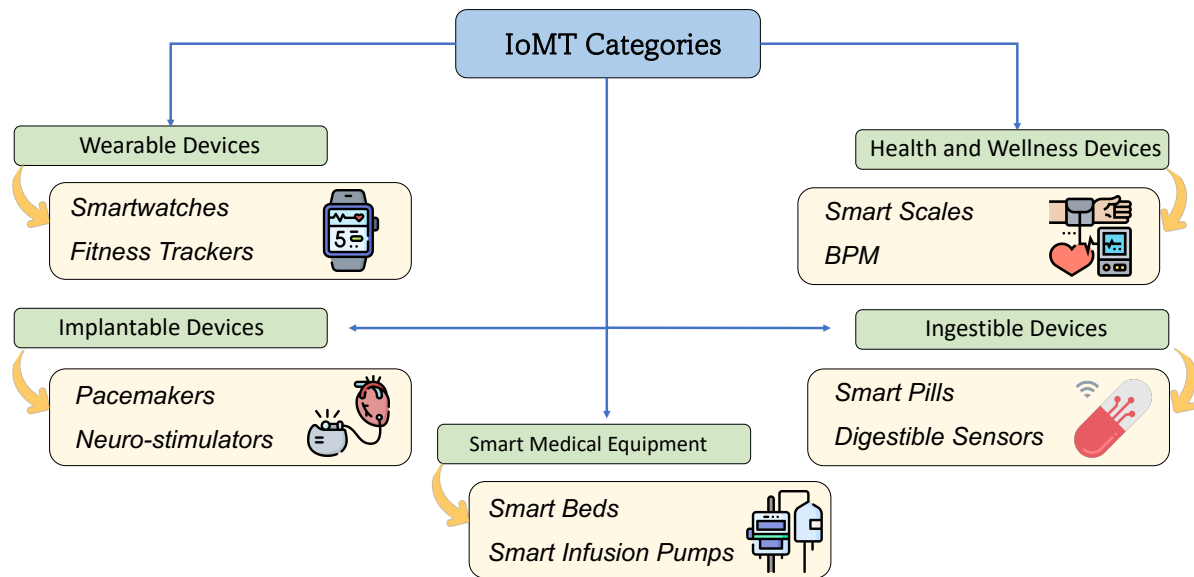 IoMT Categories
Wearable Devices
Smartwatches
Fitness Trackers
5
Health and Wellness Devices
Smart Scales
BPM
Implantable Devices
Pacemakers
Neuro-stimulators
Ingestible Devices
Smart Pills
Digestible Sensors
Smart Medical Equipment
Smart Beds
Smart Infusion Pumps